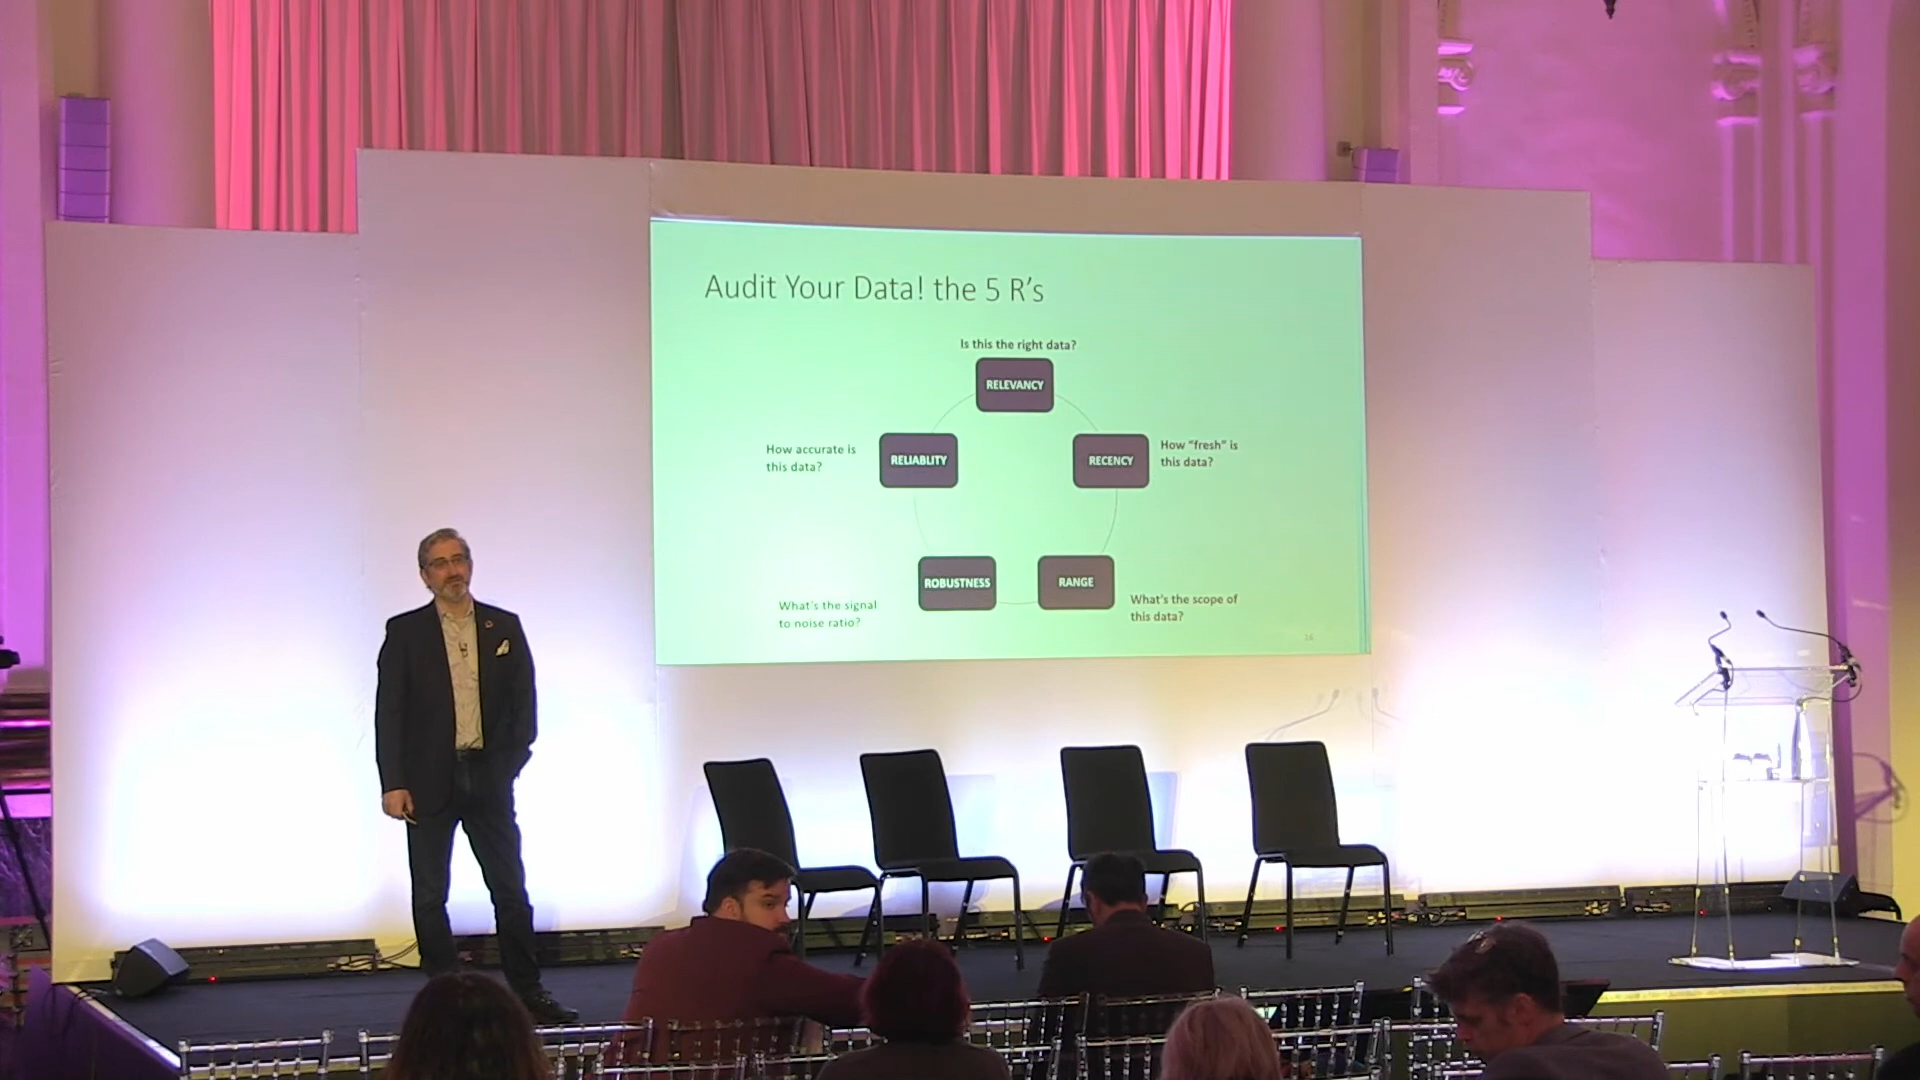 Audit Your Data! the 5 R's
Is this the right data?
RELEVANCY
How accurate is
this data?
RELIABLITY
RECENCY
How "fresh" is
this data?
ROBUSTNESS
RANGE
What's the signal
to noise ratio?
What's the scope of
this data?
16